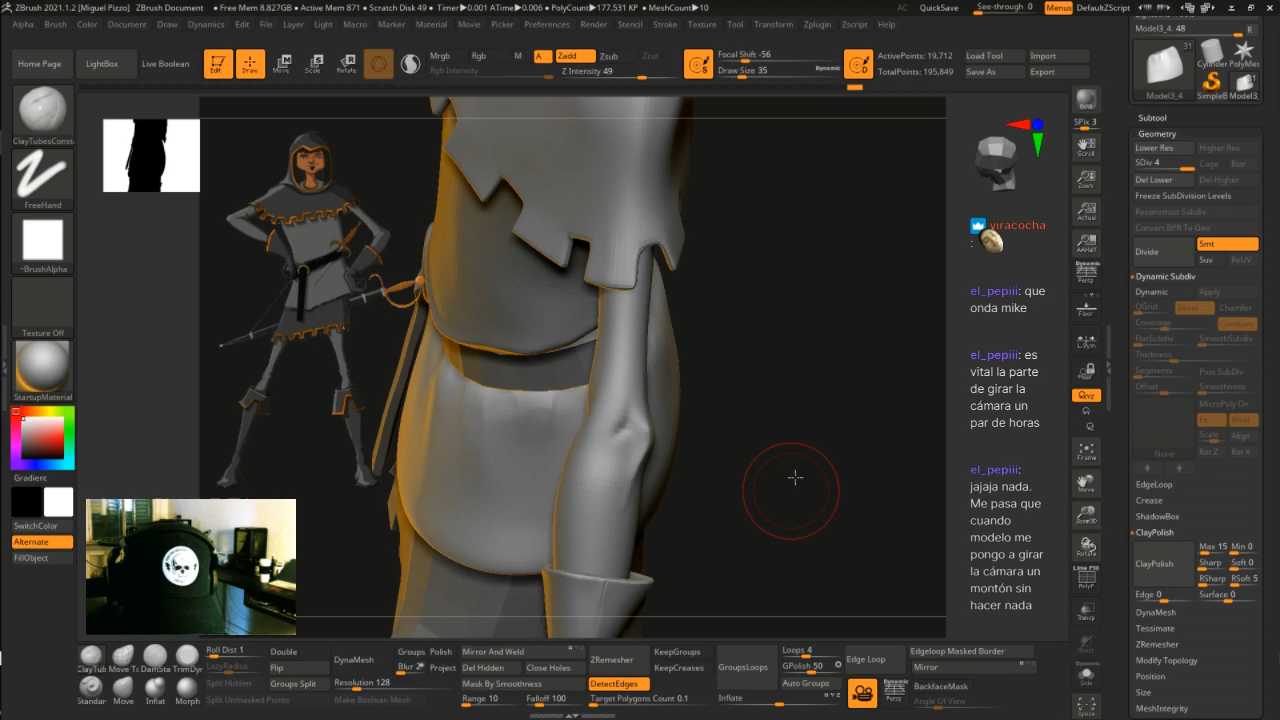 ZBrush 2021.1.2 [Miguel Pizzo] ZBrush Document • Free Mem 8.827GB • Active Mem 871 • Scratch Disk 49 • Timer▸0.001 ATime▸0.006 • PolyCount▸177.531 KP • MeshCount▸10 AC QuickSave See-through 0 Menus DefaultZScript
Alpha Brush Color Document Draw Dynamics Edit File Layer Light Macro Marker Material Movie Picker Preferences Render Stencil Stroke Texture Tool Transform Zplugin Zscript Help
Home Page LightBox Live Boolean
Edit Draw Move Scale Rotate
Mrgb Rgb M A Zadd Zsub Zcut
Rgb Intensity Z Intensity 49
Focal Shift -56
Draw Size 35 Dynamic
ActivePoints: 19,712
TotalPoints: 195,849
Load Tool Import
Save As Export
ClayTubesConst
FreeHand
~BrushAlpha
Texture Off
StartupMaterial
Gradient
SwitchColor
Alternate
FillObject
viracocha
:
el_pepiii: que
onda mike
el_pepiii: es
vital la parte
de girar la
cámara un
par de horas
el_pepiii:
jajaja nada.
Me pasa que
cuando
modelo me
pongo a girar
la cámara un
montón sin
hacer nada
SPix 3
Scroll
Zoom
Actual
AAHalf
Dynamic
Persp
Floor
L.Sym
Frame
Move
Zoom3D
Rotate
Line Fill
PolyF
Transp
Dynamic
Solo
Xpose
Model3_4. 48 R
31
Cylinder PolyMes
Model3_4 SimpleB Model3_
Subtool
Geometry
Lower Res Higher Res
SDiv 4 Cage Rstr
Del Lower Del Higher
Freeze SubDivision Levels
Reconstruct Subdiv
Convert BPR To Geo
Divide Smt
Suv ReUV
Dynamic Subdiv
Dynamic Apply
QGrid Bevel Chamfer
Coverage Constant
FlatSubdiv SmoothSubdiv
Thickness
Segments Post SubDiv
Offset Smoothness
MicroPoly On
Fit Weld
Scale Align
None Rot Z Rot X
EdgeLoop
Crease
ShadowBox
ClayPolish
ClayPolish Max 15 Min 0
Sharp Soft 0
RSharp RSoft 5
Edge 0 Surface 0
DynaMesh
Tessimate
ZRemesher
Modify Topology
Position
Size
MeshIntegrity
ClayTub Move To DamSta TrimDyr
Standar Move Inflat Morph
Roll Dist 1 Double
LazyRadius Flip
Split Hidden Groups Split
Split Unmasked Points
DynaMesh Groups Polish
Blur 2 Project
Resolution 128
Make Boolean Mesh
Mirror And Weld
Del Hidden Close Holes
Mask By Smoothness
Range 10 Falloff 100
ZRemesher KeepGroups
KeepCreases
DetectEdges
Target Polygons Count 0.1
GroupsLoops Loops 4
GPolish 50
Auto Groups
Inflate
Edge Loop Edgeloop Masked Border
Mirror
Dynamic
Persp
BackfaceMask
Angle Of View